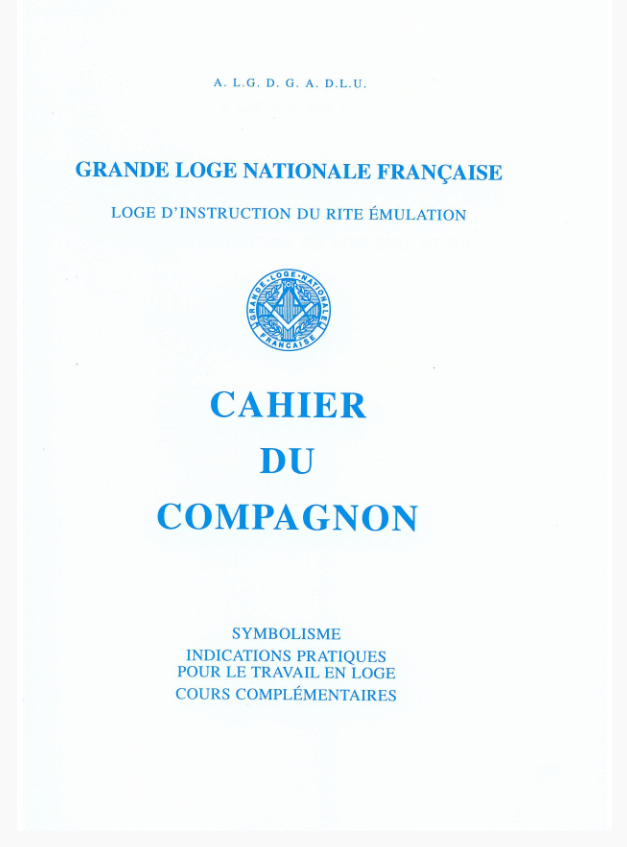 A. L.G. D. G. A. D.L.U.
GRANDE LOGE NATIONALE FRANÇAISE
LOGE D'INSTRUCTION DU RITE ÉMULATION
GRANDE·LOGE·NATIONALE
FRANÇAISE
CAHIER
DU
COMPAGNON
SYMBOLISME
INDICATIONS PRATIQUES
POUR LE TRAVAIL EN LOGE
COURS COMPLÉMENTAIRES